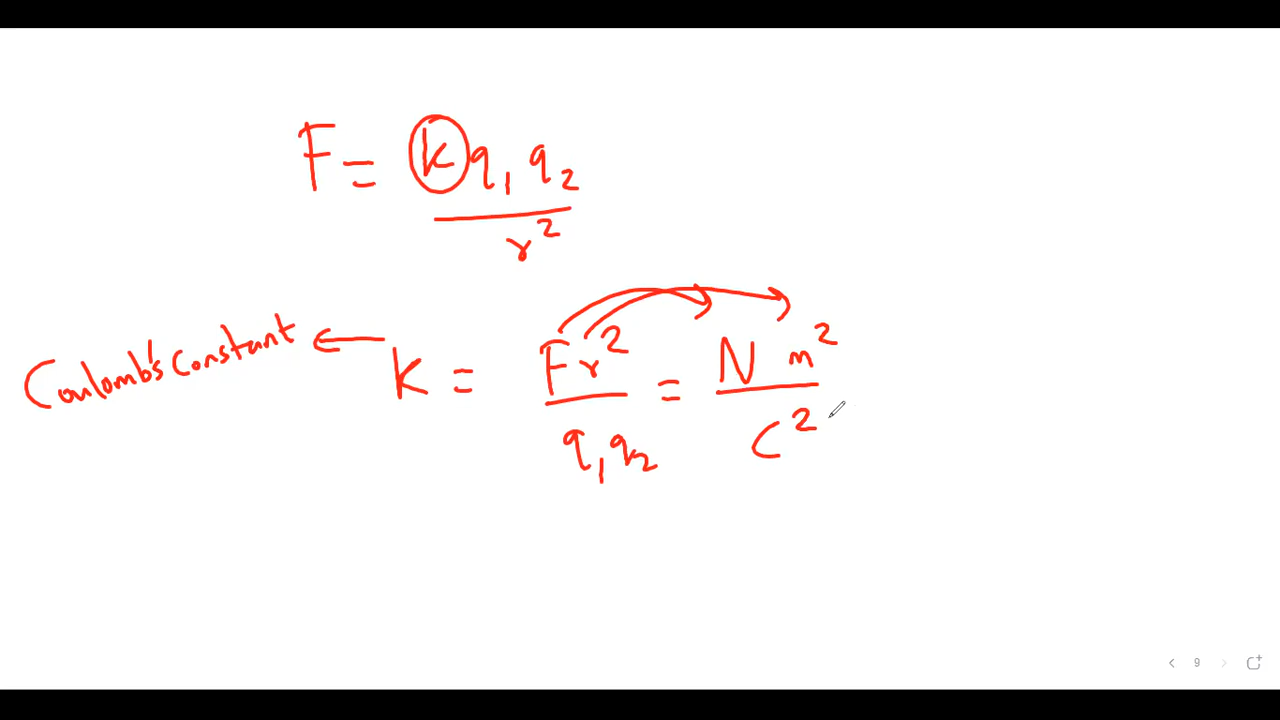 F = k q₁ q₂
r²
Coulomb's Constant ← k = F r² / q₁ q₂ = N m² / C²
9